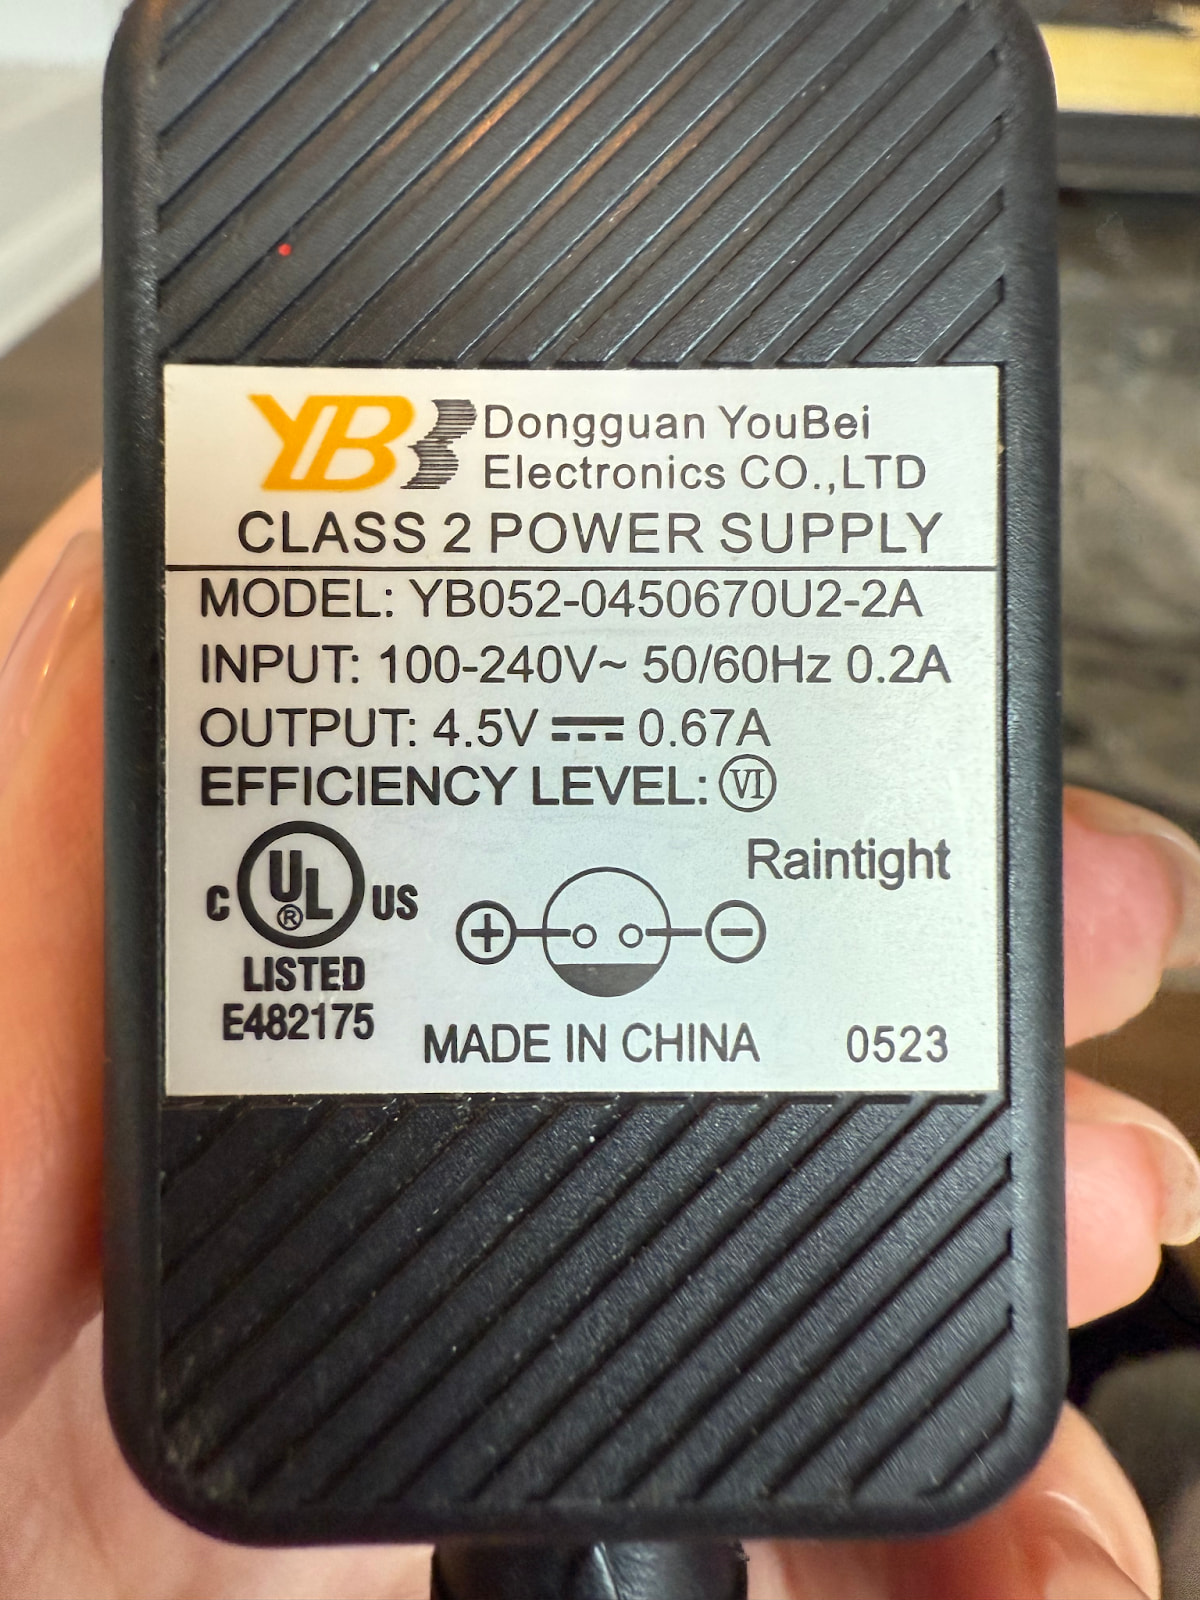 YB Dongguan YouBei
Electronics CO.,LTD
CLASS 2 POWER SUPPLY
MODEL: YB052-0450670U2-2A
INPUT: 100-240V~ 50/60Hz 0.2A
OUTPUT: 4.5V ⎓ 0.67A
EFFICIENCY LEVEL: Ⅵ
Raintight
C UL® US
+ −
LISTED
E482175
MADE IN CHINA 0523